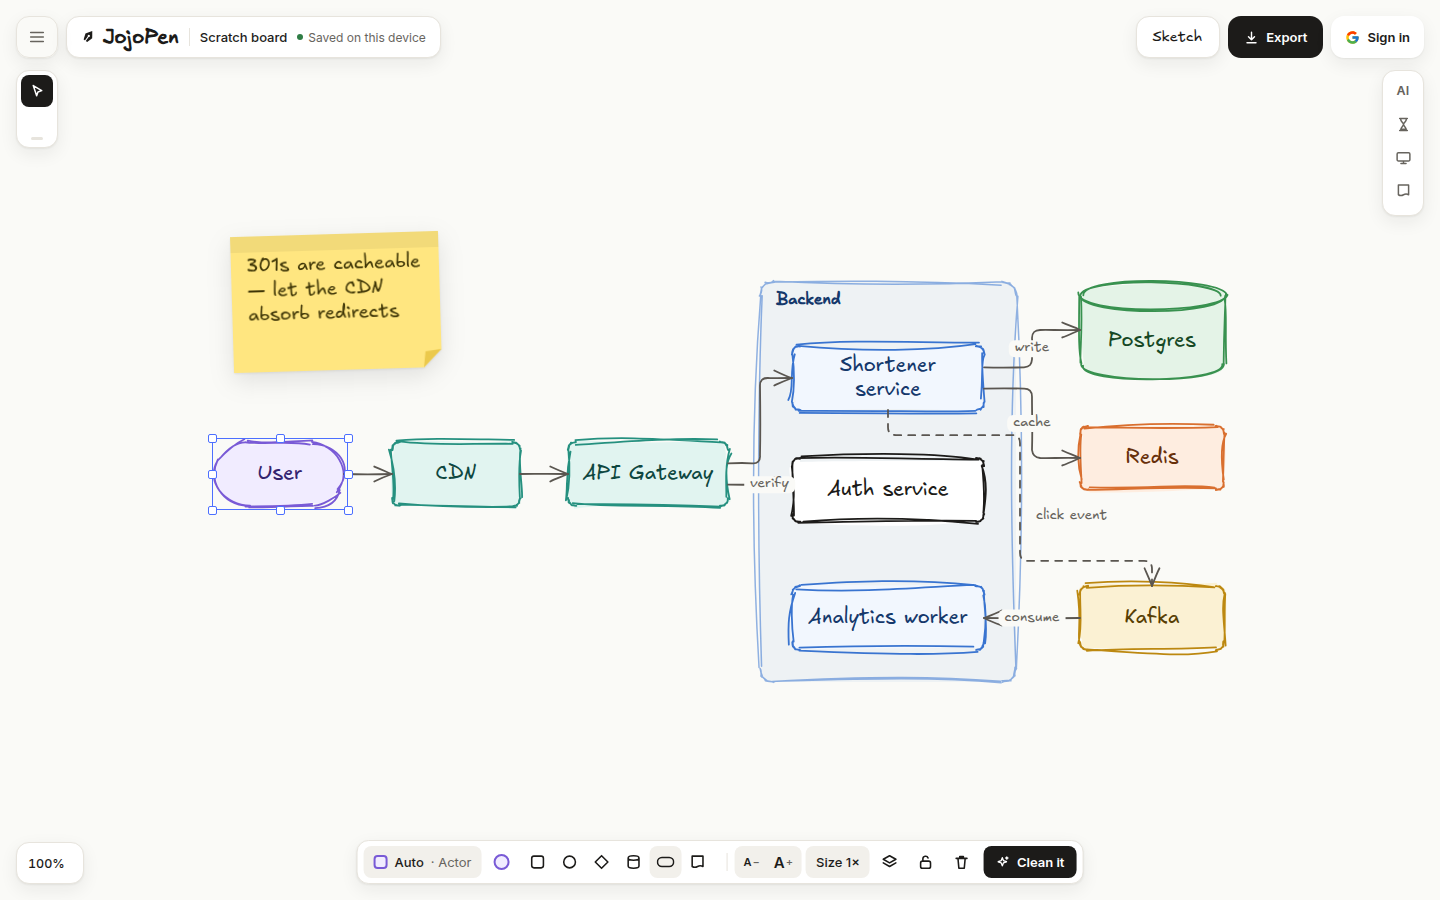 JojoPen
Scratch board
Saved on this device
Sketch
Export
Sign in
AI
301s are cacheable
— let the CDN
absorb redirects
Backend
Shortener
service
write
Postgres
cache
User
CDN
API Gateway
verify
Auth service
Redis
click event
Analytics worker
consume
Kafka
100%
Auto · Actor
A− A+
Size 1×
Clean it